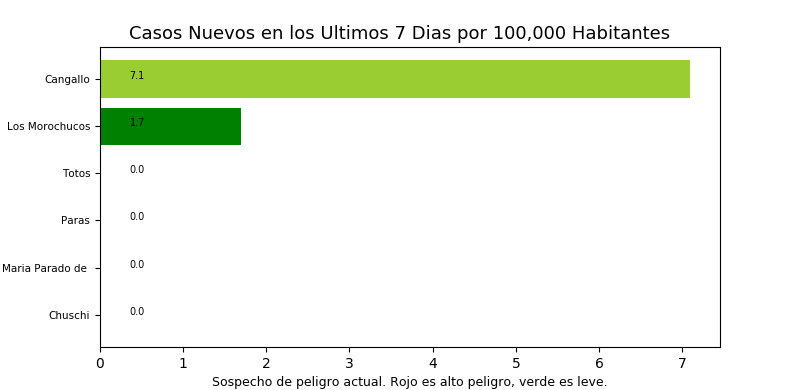 Casos Nuevos en los Ultimos 7 Dias por 100,000 Habitantes
Cangallo 7.1
Los Morochucos 1.7
Totos 0.0
Paras 0.0
Maria Parado de 0.0
Chuschi 0.0
0 1 2 3 4 5 6 7
Sospecho de peligro actual. Rojo es alto peligro, verde es leve.